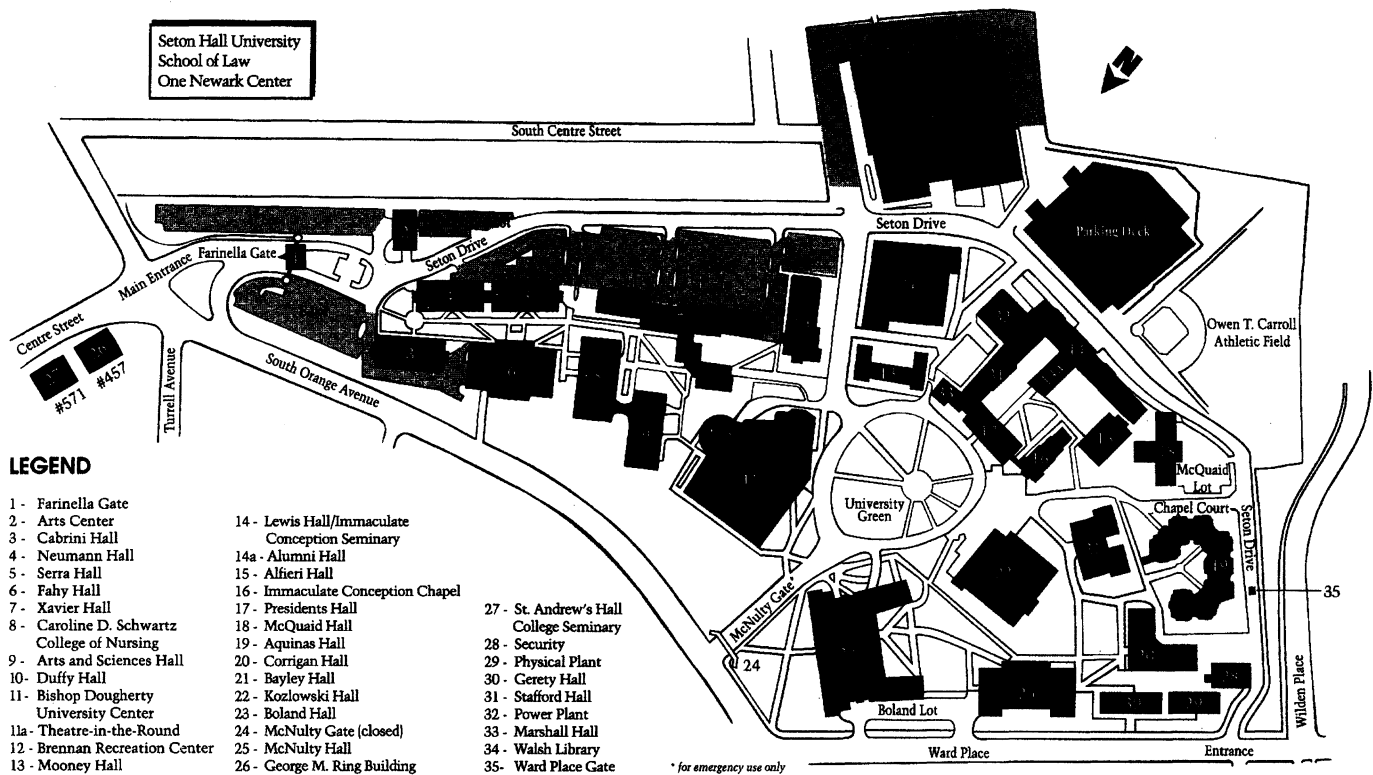 Seton Hall University
School of Law
One Newark Center
N
South Centre Street
Seton Drive
Parking Deck
Farinella Gate
Seton Drive
Main Entrance
Owen T. Carroll
Athletic Field
Centre Street
#571
#457
Turrell Avenue
South Orange Avenue
McQuaid
Lot
University
Green
Chapel Court
Seton Drive
35
McNulty Gate*
24
Boland Lot
Wilden Place
Ward Place
Entrance
LEGEND
1 - Farinella Gate
2 - Arts Center
3 - Cabrini Hall
4 - Neumann Hall
5 - Serra Hall
6 - Fahy Hall
7 - Xavier Hall
8 - Caroline D. Schwartz
College of Nursing
9 - Arts and Sciences Hall
10- Duffy Hall
11- Bishop Dougherty
University Center
11a- Theatre-in-the-Round
12 - Brennan Recreation Center
13 - Mooney Hall
14 - Lewis Hall/Immaculate
Conception Seminary
14a - Alumni Hall
15 - Alfieri Hall
16 - Immaculate Conception Chapel
17 - Presidents Hall
18 - McQuaid Hall
19 - Aquinas Hall
20 - Corrigan Hall
21 - Bayley Hall
22 - Kozlowski Hall
23 - Boland Hall
24 - McNulty Gate (closed)
25 - McNulty Hall
26 - George M. Ring Building
27 - St. Andrew's Hall
College Seminary
28 - Security
29 - Physical Plant
30 - Gerety Hall
31 - Stafford Hall
32 - Power Plant
33 - Marshall Hall
34 - Walsh Library
35- Ward Place Gate
* for emergency use only